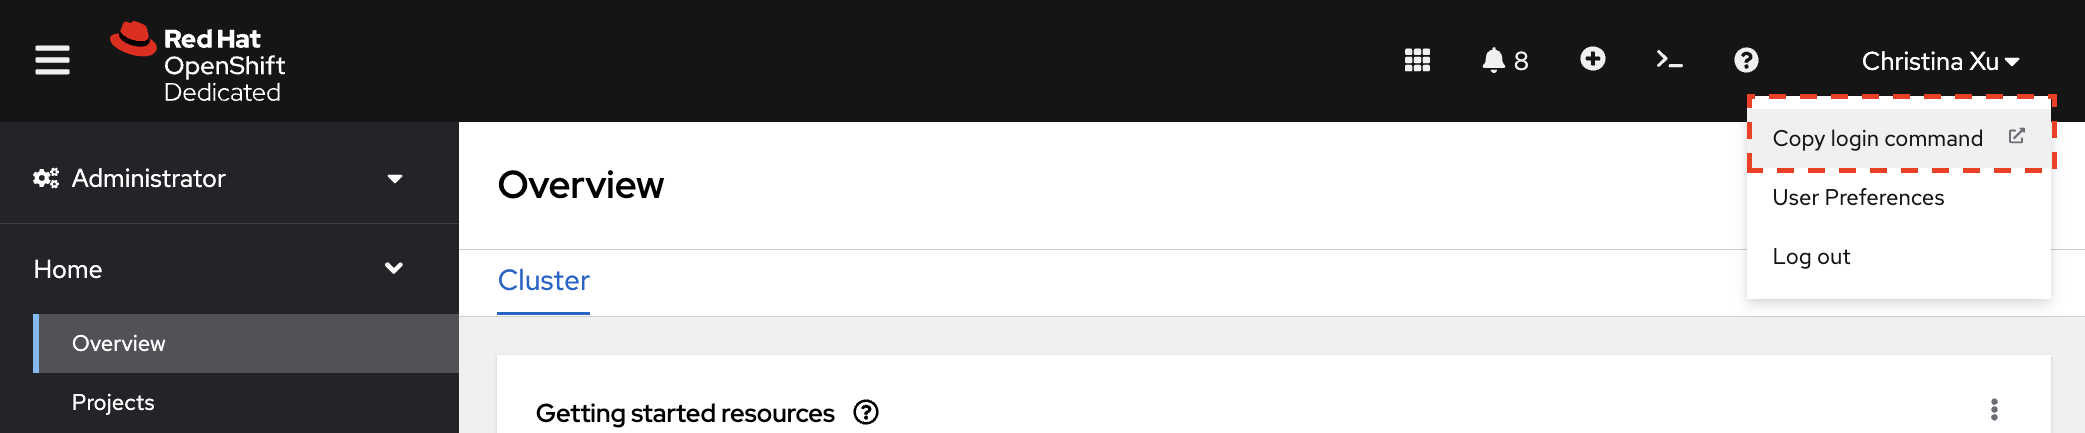 Red Hat
OpenShift
Dedicated
8
Christina Xu
Copy login command
User Preferences
Log out
Administrator
Home
Overview
Projects
Overview
Cluster
Getting started resources